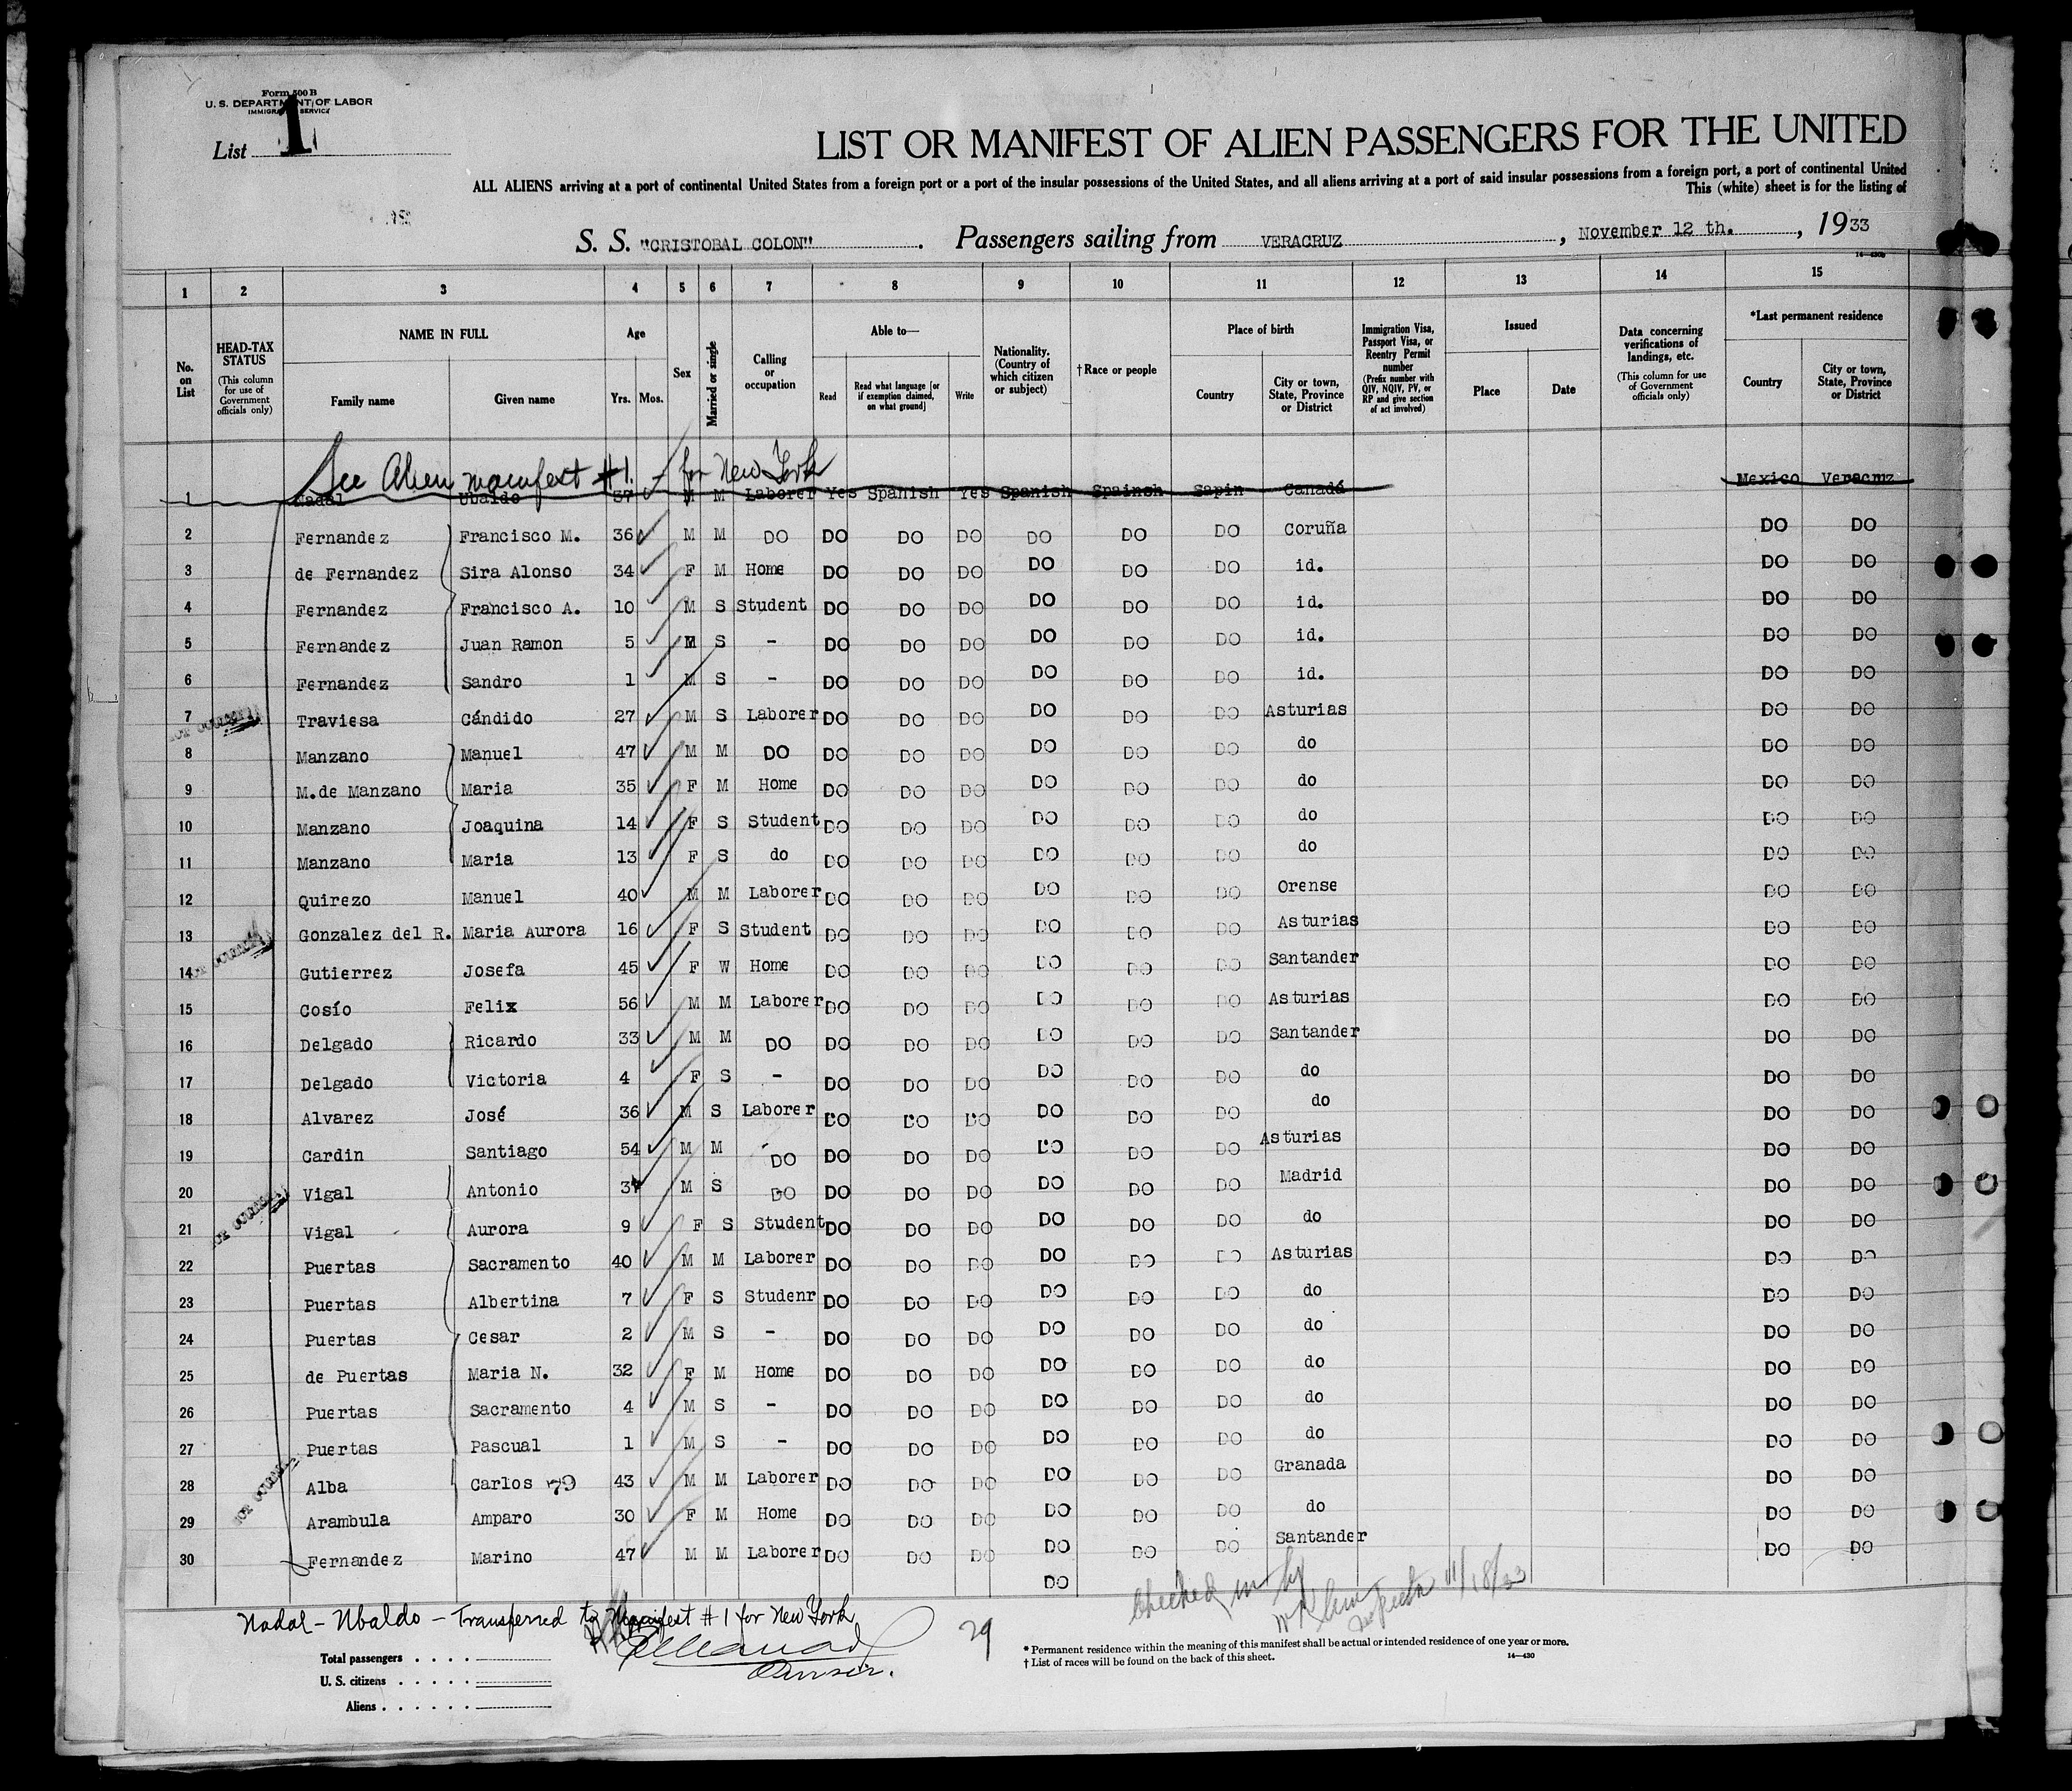 Form 500 B
U. S. DEPARTMENT OF LABOR
IMMIGRATION SERVICE
List 1
LIST OR MANIFEST OF ALIEN PASSENGERS FOR THE UNITED
ALL ALIENS arriving at a port of continental United States from a foreign port or a port of the insular possessions of the United States, and all aliens arriving at a port of said insular possessions from a foreign port, a port of continental United
This (white) sheet is for the listing of
S. S. "CRISTOBAL COLON". Passengers sailing from VERACRUZ, November 12 th., 1933
1 2 3 4 5 6 7 8 9 10 11 12 13 14 15
No. on List
HEAD-TAX STATUS (This column for use of Government officials only)
NAME IN FULL Family name Given name
Age Yrs. Mos.
Sex
Married or single
Calling or occupation
Able to— Read Read what language [or if exemption claimed, on what ground] Write
Nationality. (Country of which citizen or subject)
†Race or people
Place of birth Country City or town, State, Province or District
Immigration Visa, Passport Visa, or Reentry Permit number (Prefix number with QIV, NQIV, PV, or RP and give section of act involved)
Issued Place Date
Data concerning verifications of landings, etc. (This column for use of Government officials only)
*Last permanent residence Country City or town, State, Province or District
See Alien manifest #1. for New York
1 Nadal Ubaldo 37 M M Laborer Yes Spanish Yes Spanish Spainsh Sapin Canadá Mexico Veracruz
2 Fernandez Francisco M. 36 M M DO DO DO DO DO DO DO Coruña DO DO
3 de Fernandez Sira Alonso 34 F M Home DO DO DO DO DO DO id. DO DO
4 Fernandez Francisco A. 10 M S Student DO DO DO DO DO DO id. DO DO
5 Fernandez Juan Ramon 5 M S - DO DO DO DO DO DO id. DO DO
6 Fernandez Sandro 1 M S - DO DO DO DO DO DO id. DO DO
7 Traviesa Cándido 27 M S Laborer DO DO DO DO DO DO Asturias DO DO
8 Manzano Manuel 47 M M DO DO DO DO DO DO DO do DO DO
9 M.de Manzano Maria 35 F M Home DO DO DO DO DO DO do DO DO
10 Manzano Joaquina 14 F S Student DO DO DO DO DO DO do DO DO
11 Manzano Maria 13 F S do DO DO DO DO DO DO do DO DO
12 Quirezo Manuel 40 M M Laborer DO DO DO DO DO DO Orense DO DO
13 Gonzalez del R. Maria Aurora 16 F S Student DO DO DO DO DO DO Asturias DO DO
14 Gutierrez Josefa 45 F W Home DO DO DO DO DO DO Santander DO DO
15 Cosío Felix 56 M M Laborer DO DO DO DO DO DO Asturias DO DO
16 Delgado Ricardo 33 M M DO DO DO DO DO DO DO Santander DO DO
17 Delgado Victoria 4 F S - DO DO DO DO DO DO do DO DO
18 Alvarez José 36 M S Laborer DO DO DO DO DO DO do DO DO
19 Cardin Santiago 54 M M DO DO DO DO DO DO DO Asturias DO DO
20 Vigal Antonio M S DO DO DO DO DO DO DO Madrid DO DO
21 Vigal Aurora 9 F S Student DO DO DO DO DO DO do DO DO
22 Puertas Sacramento 40 M M Laborer DO DO DO DO DO DO Asturias DO DO
23 Puertas Albertina 7 F S Studenr DO DO DO DO DO DO do DO DO
24 Puertas Cesar 2 M S - DO DO DO DO DO DO do DO DO
25 de Puertas Maria N. 32 F M Home DO DO DO DO DO DO do DO DO
26 Puertas Sacramento 4 M S - DO DO DO DO DO DO do DO DO
27 Puertas Pascual 1 M S - DO DO DO DO DO DO do DO DO
28 Alba Carlos 79 43 M M Laborer DO DO DO DO DO DO Granada DO DO
29 Arambula Amparo 30 F M Home DO DO DO DO DO DO do DO DO
30 Fernandez Marino 47 M M Laborer DO DO DO DO DO DO Santander DO DO
DO
Checked in by
Inspector 11/18/33
Nadal - Ubaldo - Transferred to Manifest #1 for New York
29
Purser.
* Permanent residence within the meaning of this manifest shall be actual or intended residence of one year or more.
† List of races will be found on the back of this sheet.
14—430
Total passengers
U. S. citizens
Aliens